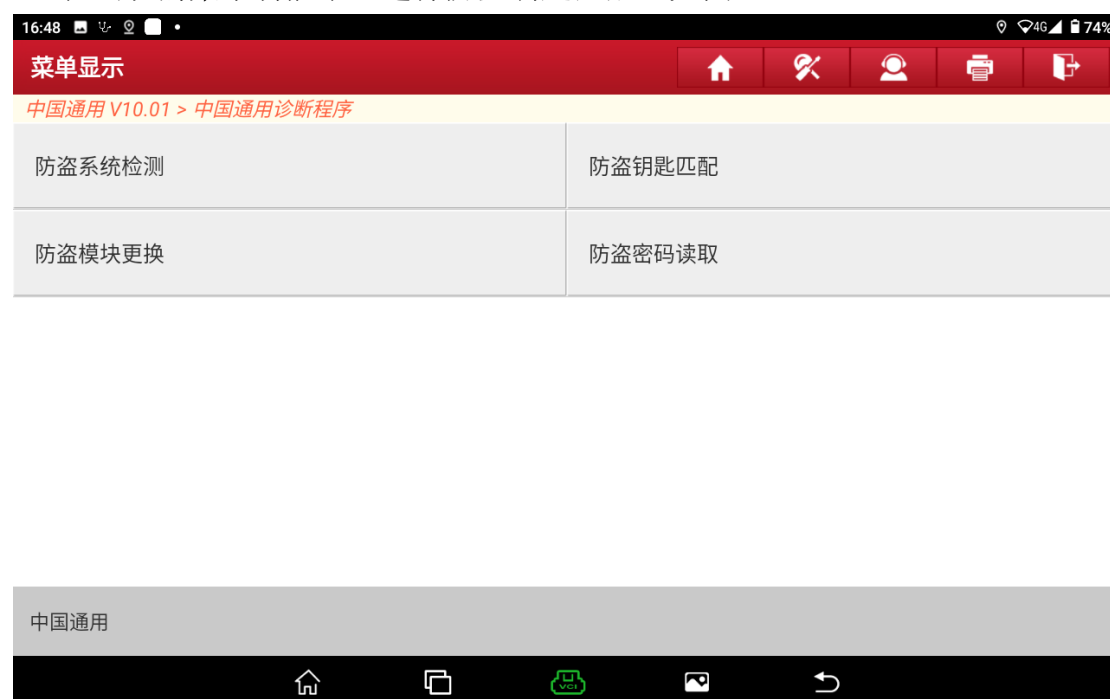 16:48
4G 74%
菜单显示
中国通用 V10.01 > 中国通用诊断程序
防盗系统检测
防盗钥匙匹配
防盗模块更换
防盗密码读取
中国通用
VCI